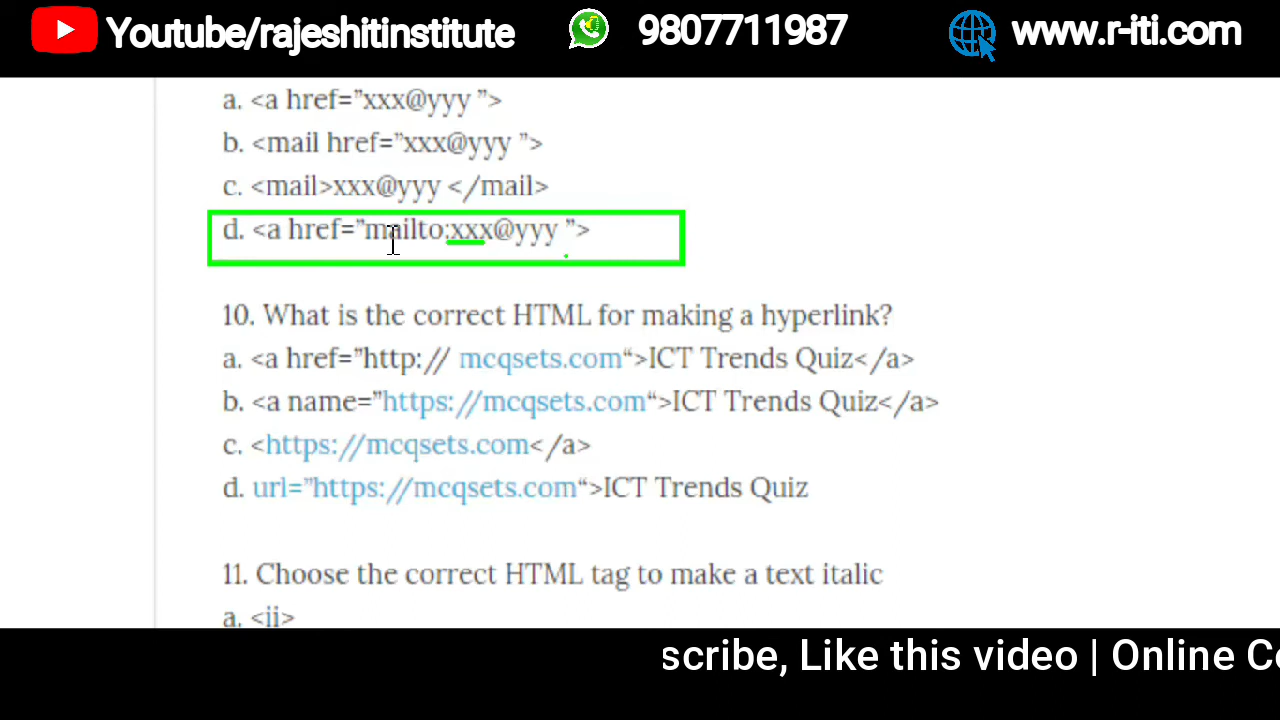 Youtube/rajeshitinstitute 9807711987 www.r-iti.com
a. <a href=”xxx@yyy ”>
b. <mail href=”xxx@yyy ”>
c. <mail>xxx@yyy </mail>
d. <a href=”mailto:xxx@yyy ”>
10. What is the correct HTML for making a hyperlink?
a. <a href=”http:// mcqsets.com“>ICT Trends Quiz</a>
b. <a name=”https://mcqsets.com“>ICT Trends Quiz</a>
c. <https://mcqsets.com</a>
d. url=”https://mcqsets.com“>ICT Trends Quiz
11. Choose the correct HTML tag to make a text italic
a. <ii>
scribe, Like this video | Online